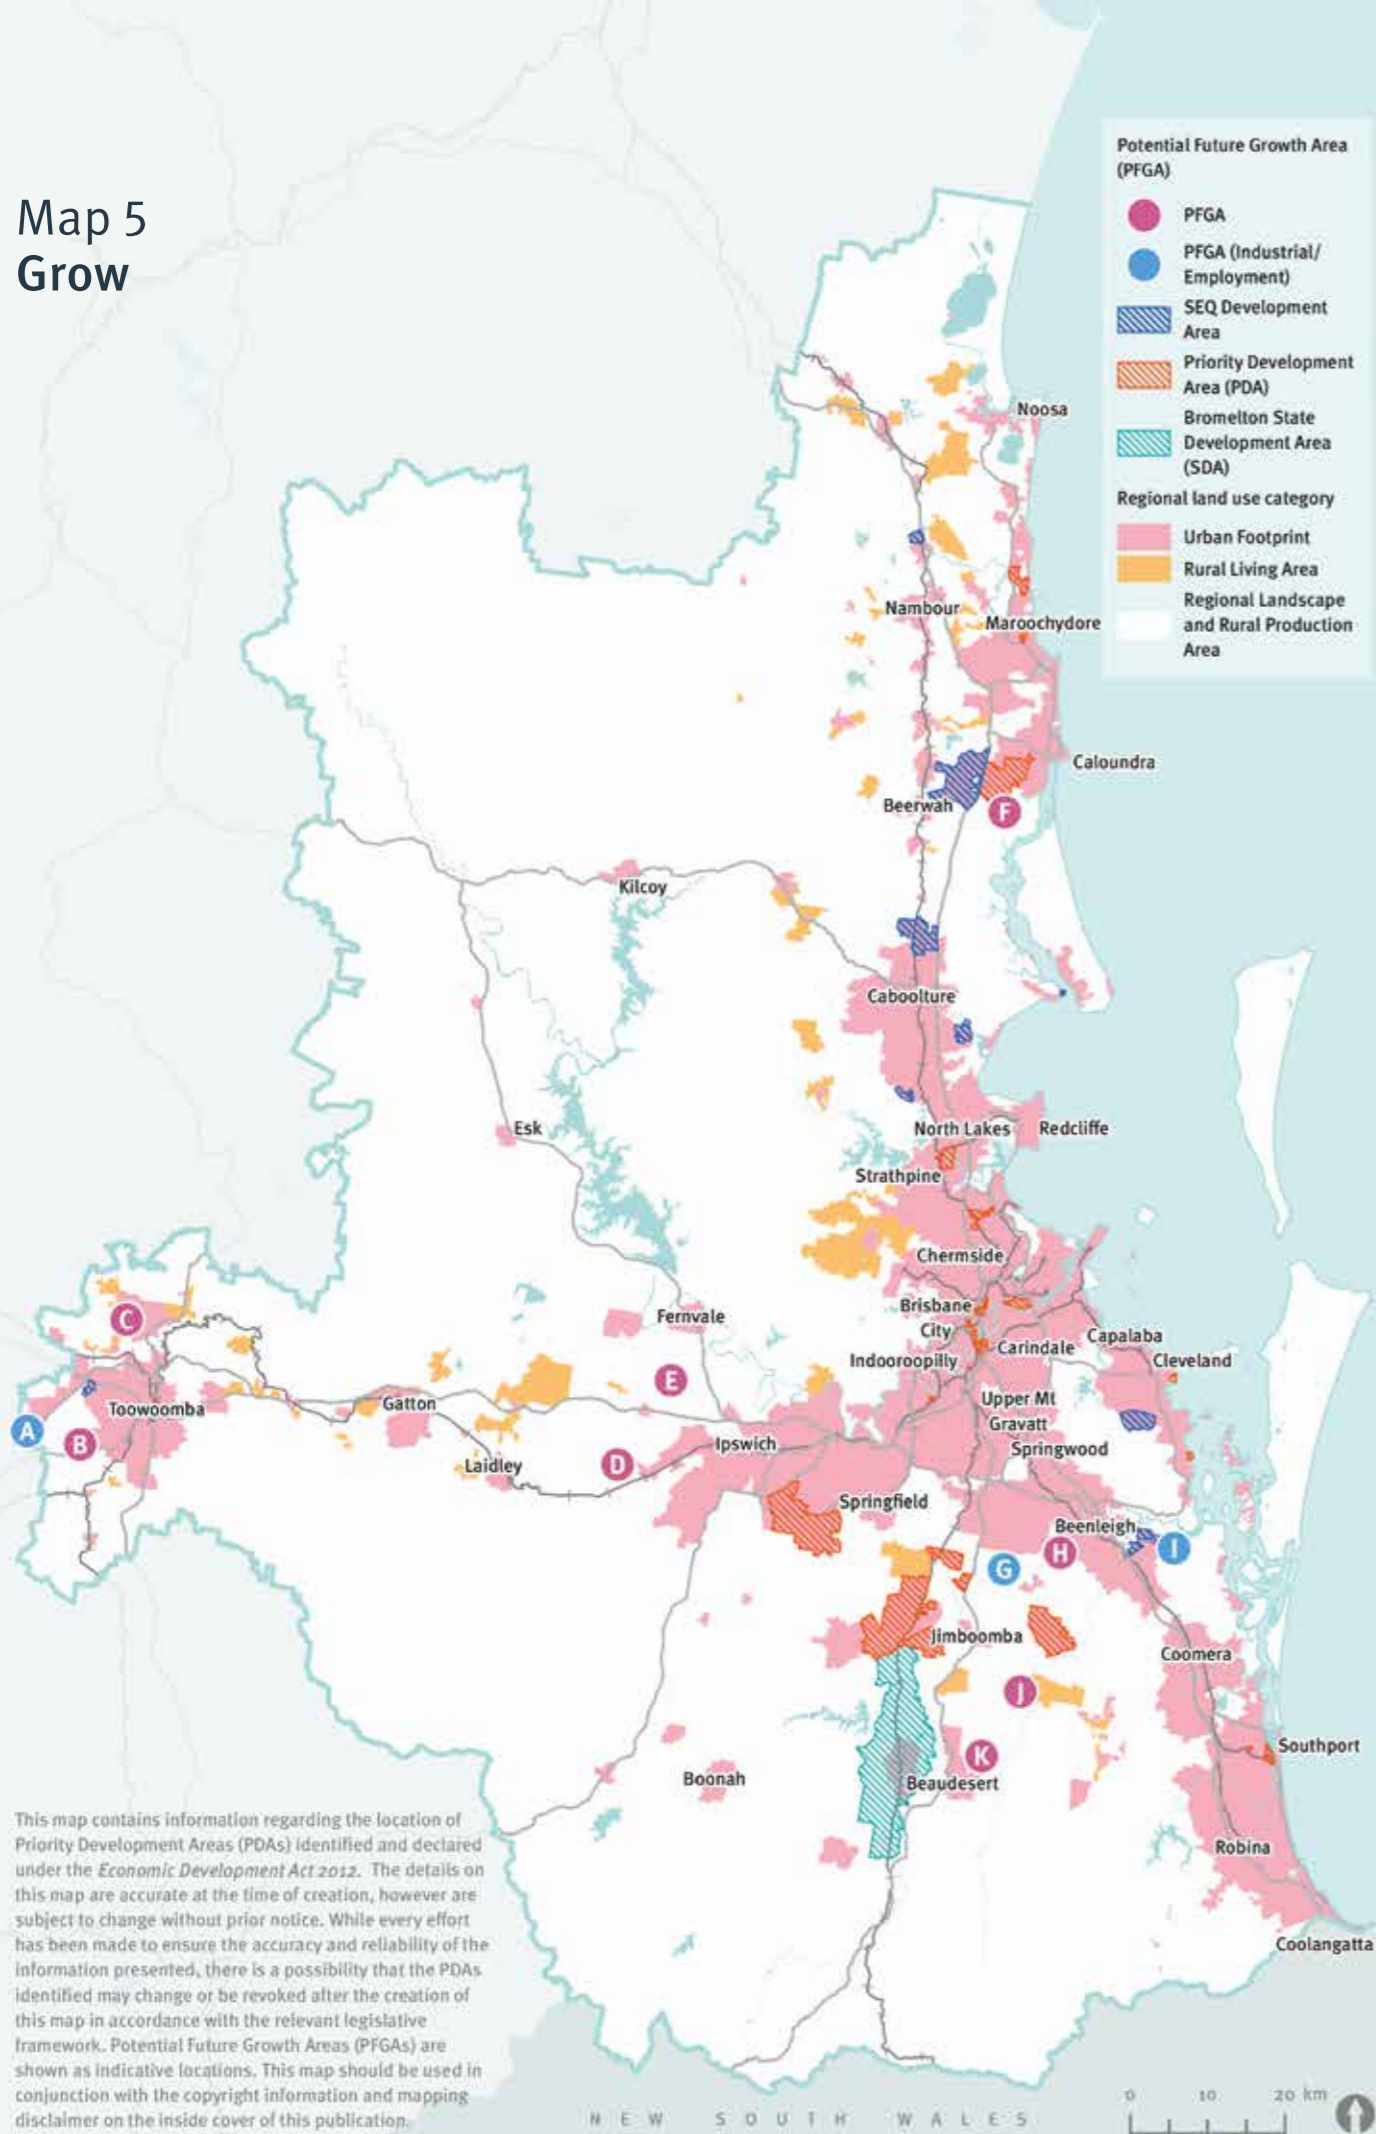 Map 5
Grow
Potential Future Growth Area
(PFGA)
PFGA
PFGA (Industrial/
Employment)
SEQ Development
Area
Priority Development
Area (PDA)
Bromelton State
Development Area
(SDA)
Regional land use category
Urban Footprint
Rural Living Area
Regional Landscape
and Rural Production
Area
Noosa
Nambour
Maroochydore
Caloundra
Beerwah
F
Kilcoy
Caboolture
Esk
North Lakes
Redcliffe
Strathpine
Chermside
Brisbane
City
Fernvale
C
Capalaba
Carindale
Indooroopilly
Cleveland
E
Upper Mt
Gravatt
Toowoomba
Gatton
A
B
Ipswich
Springwood
Laidley
D
Springfield
Beenleigh
H
I
G
Jimboomba
Coomera
J
Southport
K
Boonah
Beaudesert
Robina
Coolangatta
This map contains information regarding the location of
Priority Development Areas (PDAs) identified and declared
under the Economic Development Act 2012. The details on
this map are accurate at the time of creation, however are
subject to change without prior notice. While every effort
has been made to ensure the accuracy and reliability of the
information presented, there is a possibility that the PDAs
identified may change or be revoked after the creation of
this map in accordance with the relevant legislative
framework. Potential Future Growth Areas (PFGAs) are
shown as indicative locations. This map should be used in
conjunction with the copyright information and mapping
disclaimer on the inside cover of this publication.
NEW SOUTH WALES
0 10 20 km